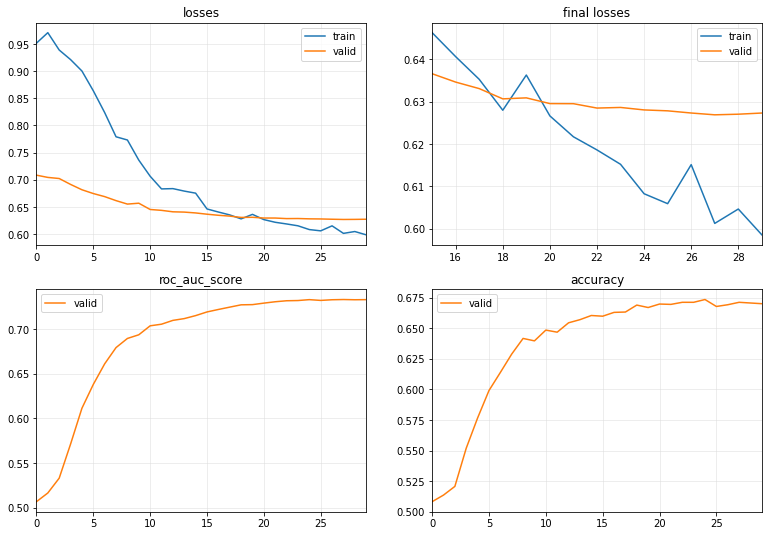 losses
final losses
0.95
0.90
0.85
0.80
0.75
0.70
0.65
0.60
train
valid
0 5 10 15 20 25
0.64
0.63
0.62
0.61
0.60
train
valid
16 18 20 22 24 26 28
roc_auc_score
accuracy
0.70
0.65
0.60
0.55
0.50
valid
0 5 10 15 20 25
0.675
0.650
0.625
0.600
0.575
0.550
0.525
0.500
valid
0 5 10 15 20 25